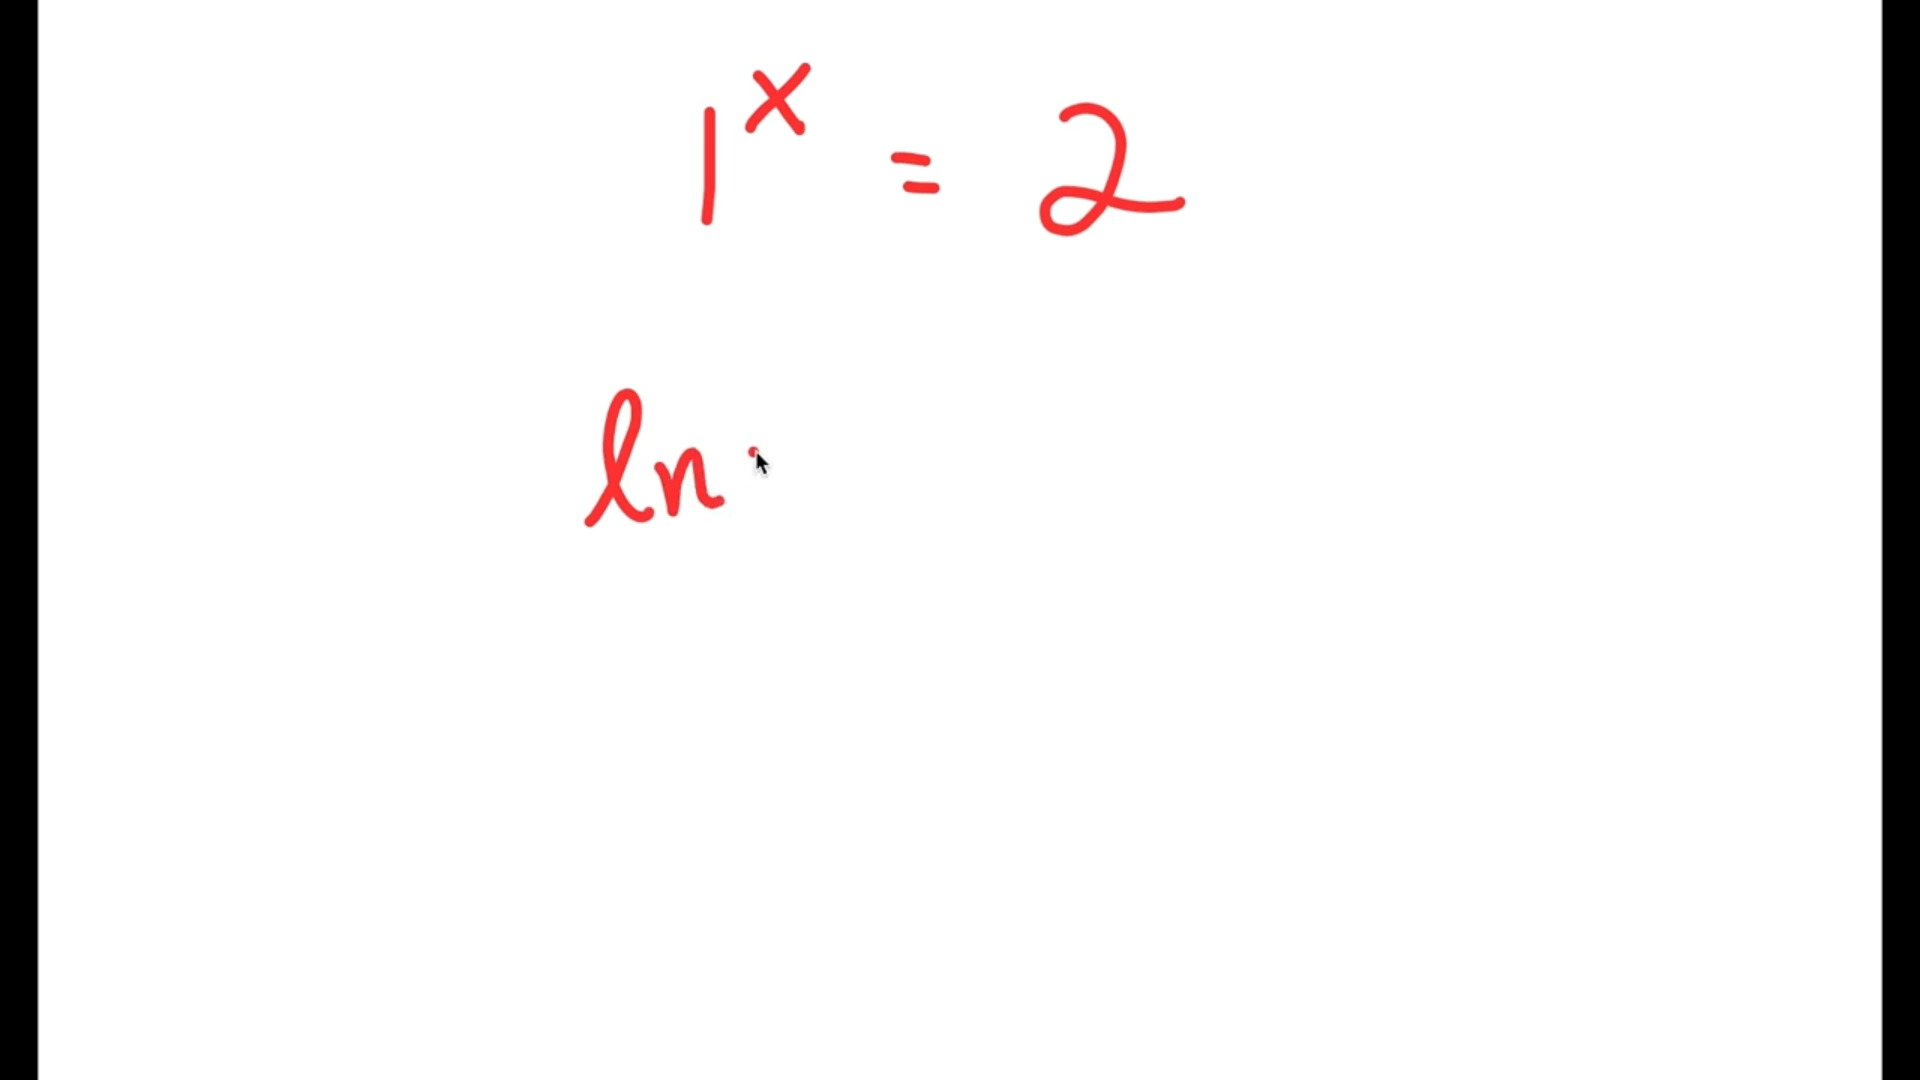 1^x = 2
ln